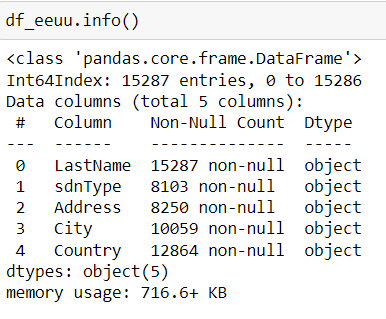 df_eeuu.info()
<class 'pandas.core.frame.DataFrame'>
Int64Index: 15287 entries, 0 to 15286
Data columns (total 5 columns):
 #   Column    Non-Null Count  Dtype
---  ------    --------------  -----
 0   LastName  15287 non-null  object
 1   sdnType   8103 non-null   object
 2   Address   8250 non-null   object
 3   City      10059 non-null  object
 4   Country   12864 non-null  object
dtypes: object(5)
memory usage: 716.6+ KB